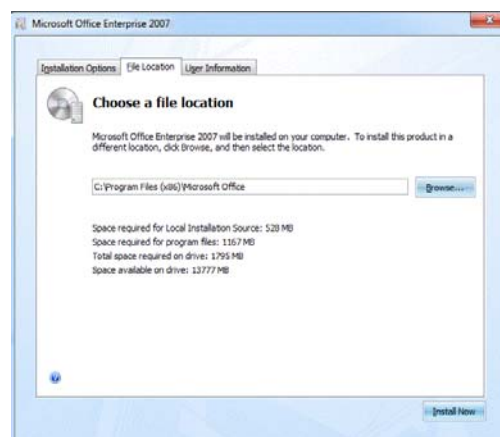 Microsoft Office Enterprise 2007
Installation Options File Location User Information
Choose a file location
Microsoft Office Enterprise 2007 will be installed on your computer. To install this product in a
different location, click Browse, and then select the location.
C:\Program Files (x86)\Microsoft Office
Browse...
Space required for Local Installation Source: 528 MB
Space required for program files: 1167 MB
Total space required on drive: 1795 MB
Space available on drive: 13777 MB
Install Now